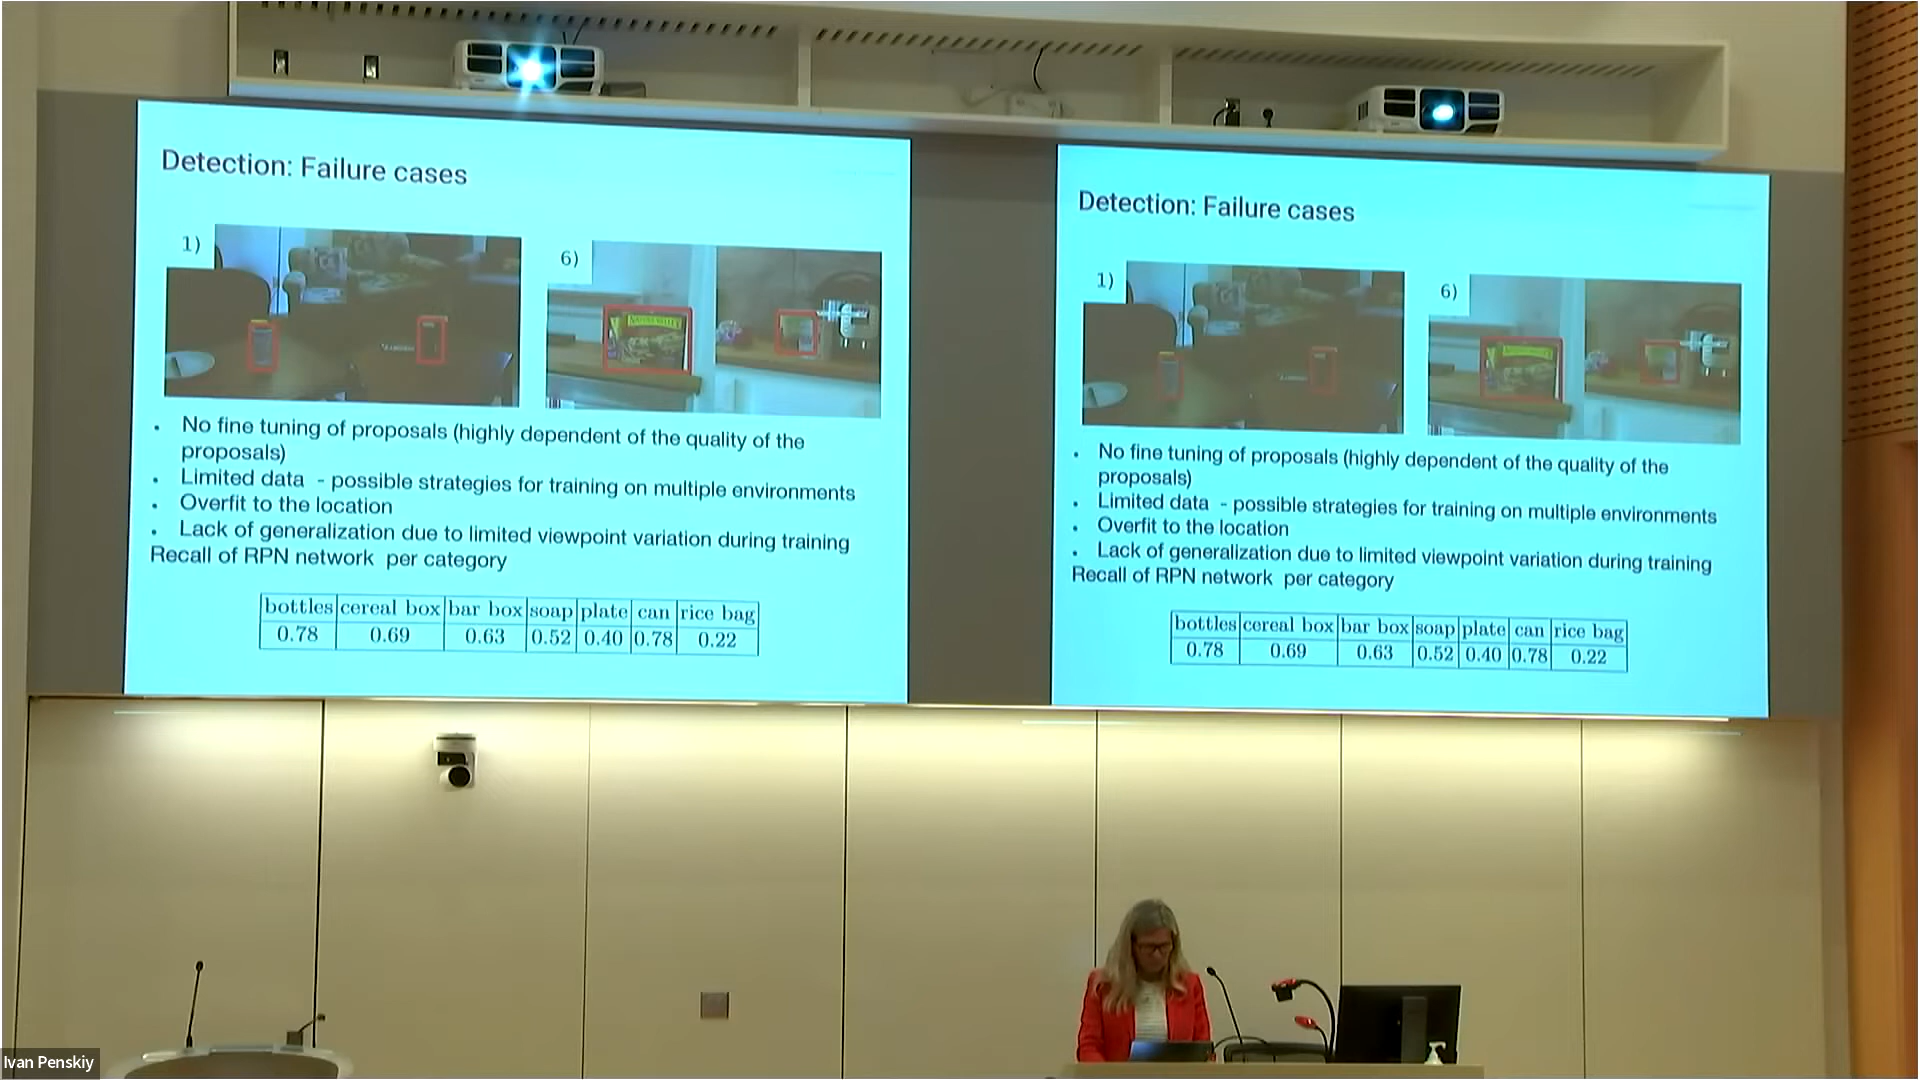 Detection: Failure cases
1)
6)
NATURE VALLEY
No fine tuning of proposals (highly dependent of the quality of the
proposals)
Limited data - possible strategies for training on multiple environments
Overfit to the location
Lack of generalization due to limited viewpoint variation during training
Recall of RPN network per category
bottles cereal box bar box soap plate can rice bag
0.78 0.69 0.63 0.52 0.40 0.78 0.22
Detection: Failure cases
1)
6)
No fine tuning of proposals (highly dependent of the quality of the
proposals)
Limited data - possible strategies for training on multiple environments
Overfit to the location
Lack of generalization due to limited viewpoint variation during training
Recall of RPN network per category
bottles cereal box bar box soap plate can rice bag
0.78 0.69 0.63 0.52 0.40 0.78 0.22
Ivan Penskiy